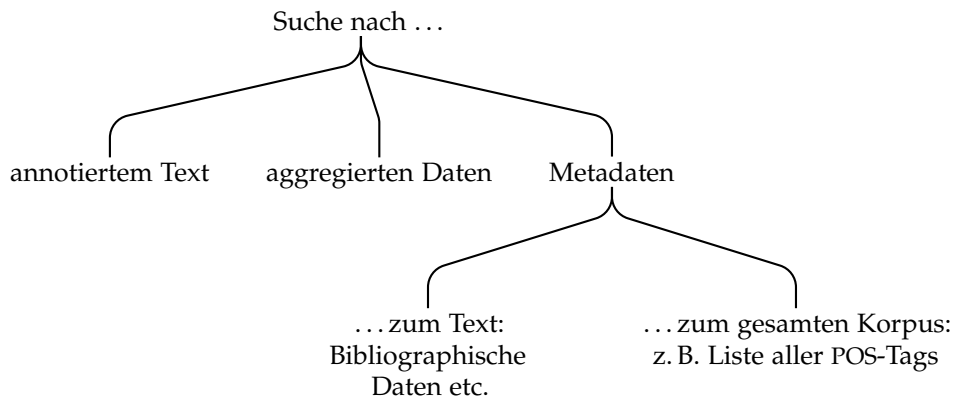 Suche nach …
annotiertem Text
aggregierten Daten
Metadaten
…zum Text:
Bibliographische
Daten etc.
…zum gesamten Korpus:
z. B. Liste aller POS-Tags